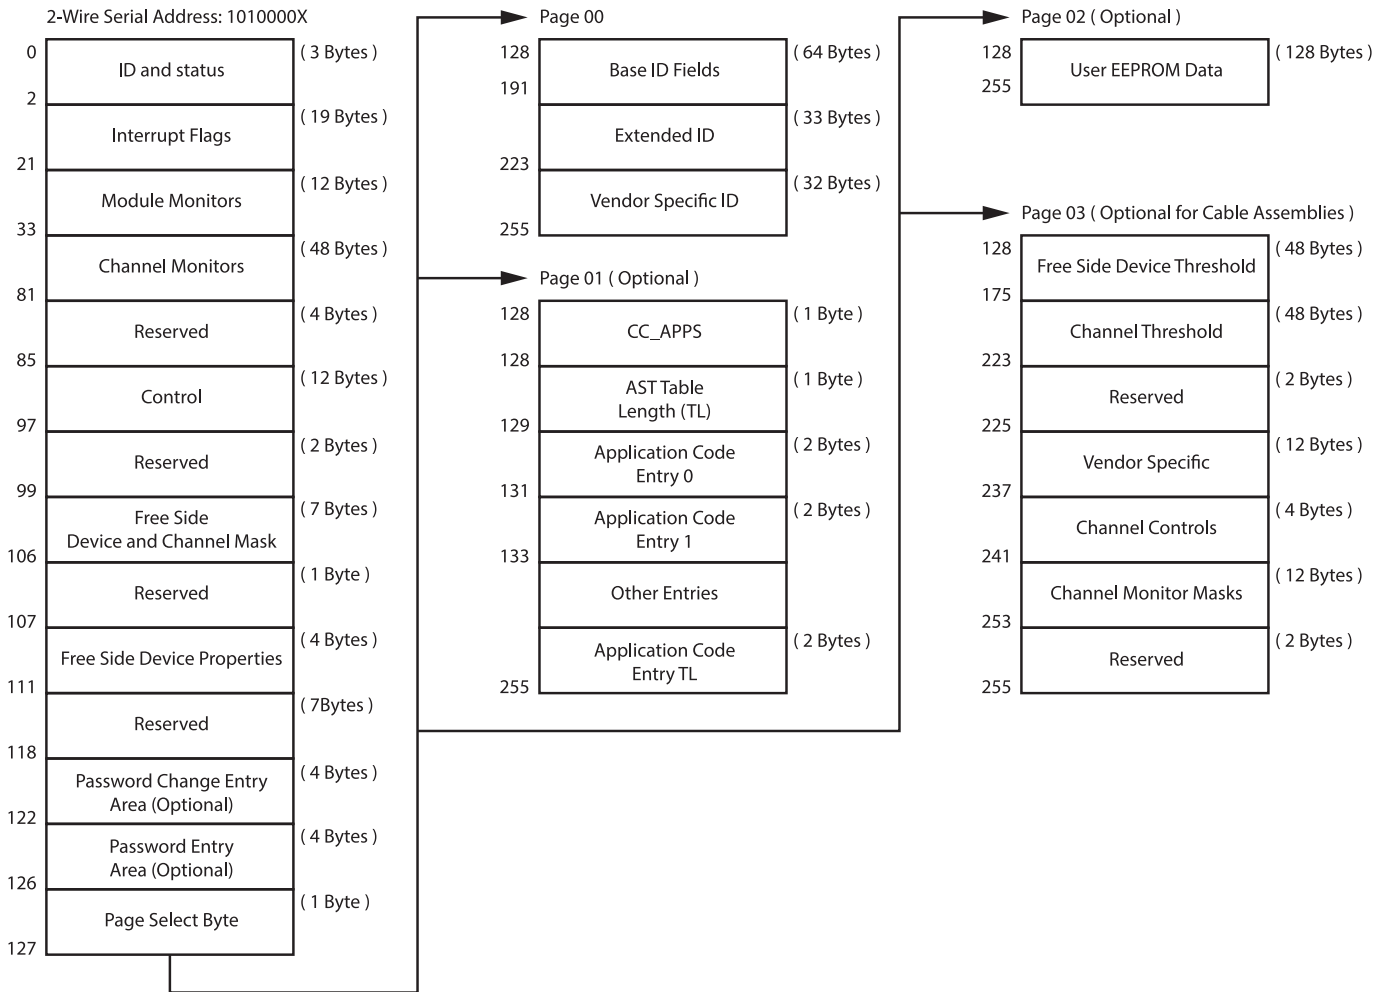 2-Wire Serial Address: 1010000X
0
ID and status
( 3 Bytes )
2
Interrupt Flags
( 19 Bytes )
21
Module Monitors
( 12 Bytes )
33
Channel Monitors
( 48 Bytes )
81
Reserved
( 4 Bytes )
85
Control
( 12 Bytes )
97
Reserved
( 2 Bytes )
99
Free Side
Device and Channel Mask
( 7 Bytes )
106
Reserved
( 1 Byte )
107
Free Side Device Properties
( 4 Bytes )
111
Reserved
( 7Bytes )
118
Password Change Entry
Area (Optional)
( 4 Bytes )
122
Password Entry
Area (Optional)
( 4 Bytes )
126
Page Select Byte
( 1 Byte )
127
Page 00
128
Base ID Fields
( 64 Bytes )
191
Extended ID
( 33 Bytes )
223
Vendor Specific ID
( 32 Bytes )
255
Page 01 ( Optional )
128
CC_APPS
( 1 Byte )
128
AST Table
Length (TL)
( 1 Byte )
129
Application Code
Entry 0
( 2 Bytes )
131
Application Code
Entry 1
( 2 Bytes )
133
Other Entries
Application Code
Entry TL
( 2 Bytes )
255
Page 02 ( Optional )
128
User EEPROM Data
( 128 Bytes )
255
Page 03 ( Optional for Cable Assemblies )
128
Free Side Device Threshold
( 48 Bytes )
175
Channel Threshold
( 48 Bytes )
223
Reserved
( 2 Bytes )
225
Vendor Specific
( 12 Bytes )
237
Channel Controls
( 4 Bytes )
241
Channel Monitor Masks
( 12 Bytes )
253
Reserved
( 2 Bytes )
255